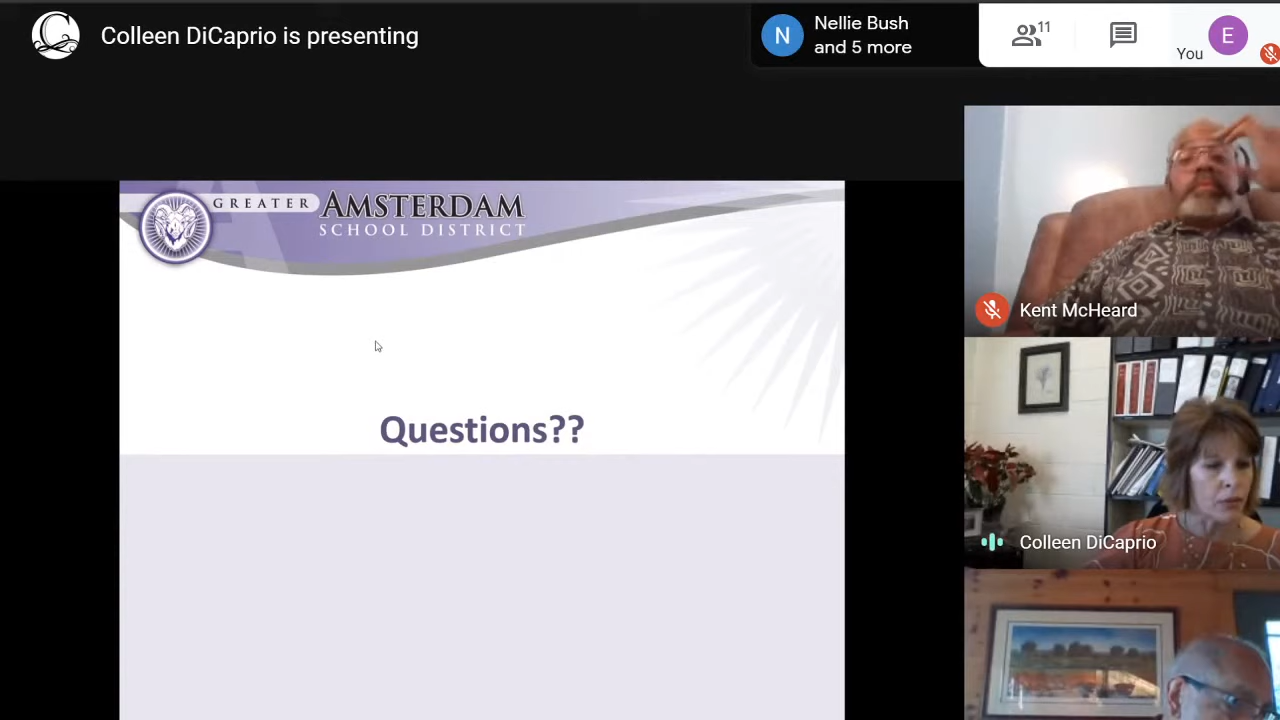 Colleen DiCaprio is presenting
Nellie Bush
and 5 more
N
11
You
E
GREATER AMSTERDAM
SCHOOL DISTRICT
Questions??
Kent McHeard
Colleen DiCaprio